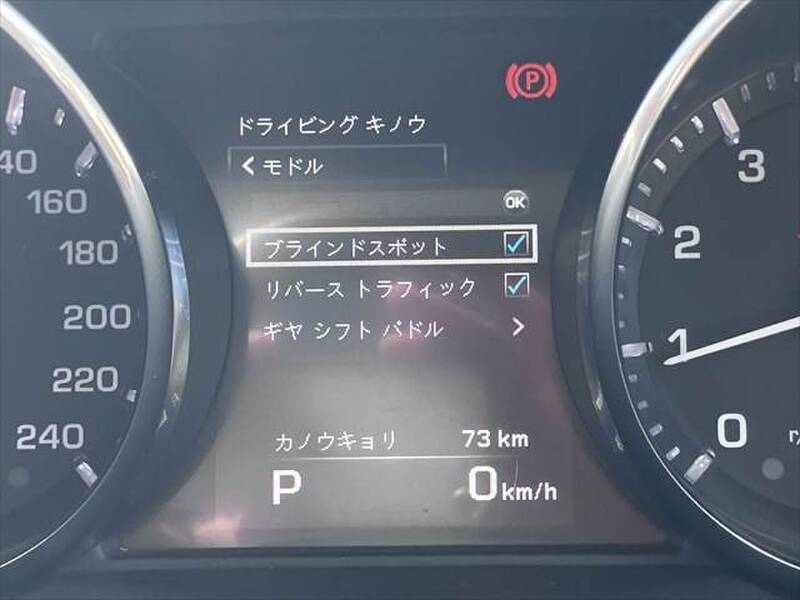 P
ドライビング キノウ
モドル
OK
ブラインドスポット
リバース トラフィック
ギヤ シフト パドル
カノウキョリ 73 km
P 0 km/h
40
160
180
200
220
240
3
2
1
0